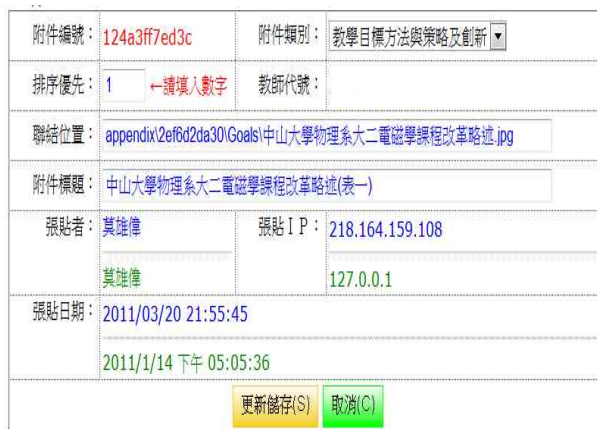 附件編號： 124a3ff7ed3c 附件類別： 教學目標方法與策略及創新
排序優先： 1 ←請填入數字 教師代號：
聯結位置： appendix\2ef6d2da30\Goals\中山大學物理系大二電磁學課程改革略述.jpg
附件標題： 中山大學物理系大二電磁學課程改革略述(表一)
張貼者： 莫雄偉 張貼ＩＰ： 218.164.159.108
莫雄偉 127.0.0.1
張貼日期： 2011/03/20 21:55:45
2011/1/14 下午 05:05:36
更新儲存(S) 取消(C)